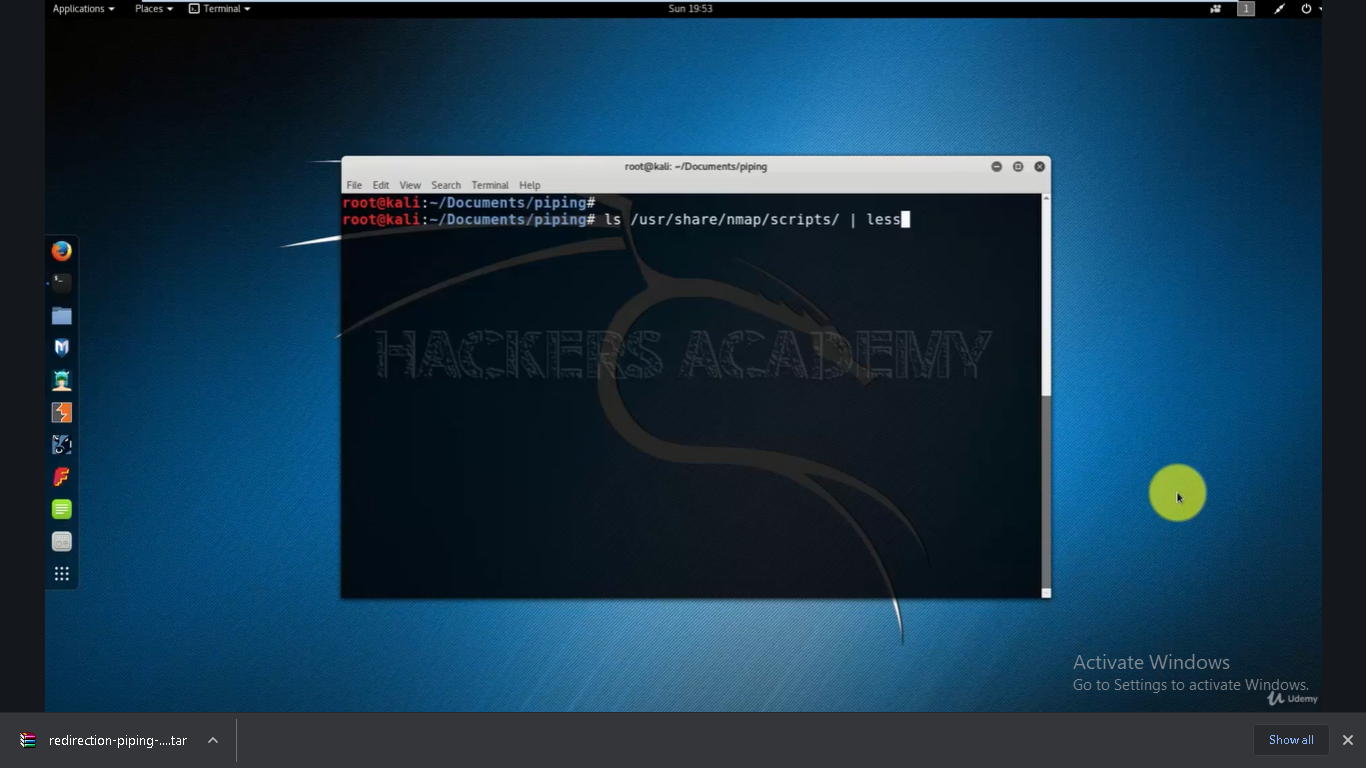 Applications Places Terminal Sun 19:53 1
root@kali: ~/Documents/piping
File Edit View Search Terminal Help
root@kali:~/Documents/piping#
root@kali:~/Documents/piping# ls /usr/share/nmap/scripts/ | less
HACKERS ACADEMY
Activate Windows
Go to Settings to activate Windows.
Udemy
redirection-piping-....tar Show all